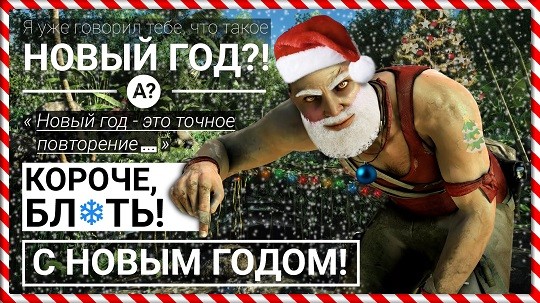 Я уже говорил тебе, что такое
НОВЫЙ ГОД?!
А?
« Новый год - это точное
повторение ... »
КОРОЧЕ,
БЛ❄ТЬ!
С НОВЫМ ГОДОМ!